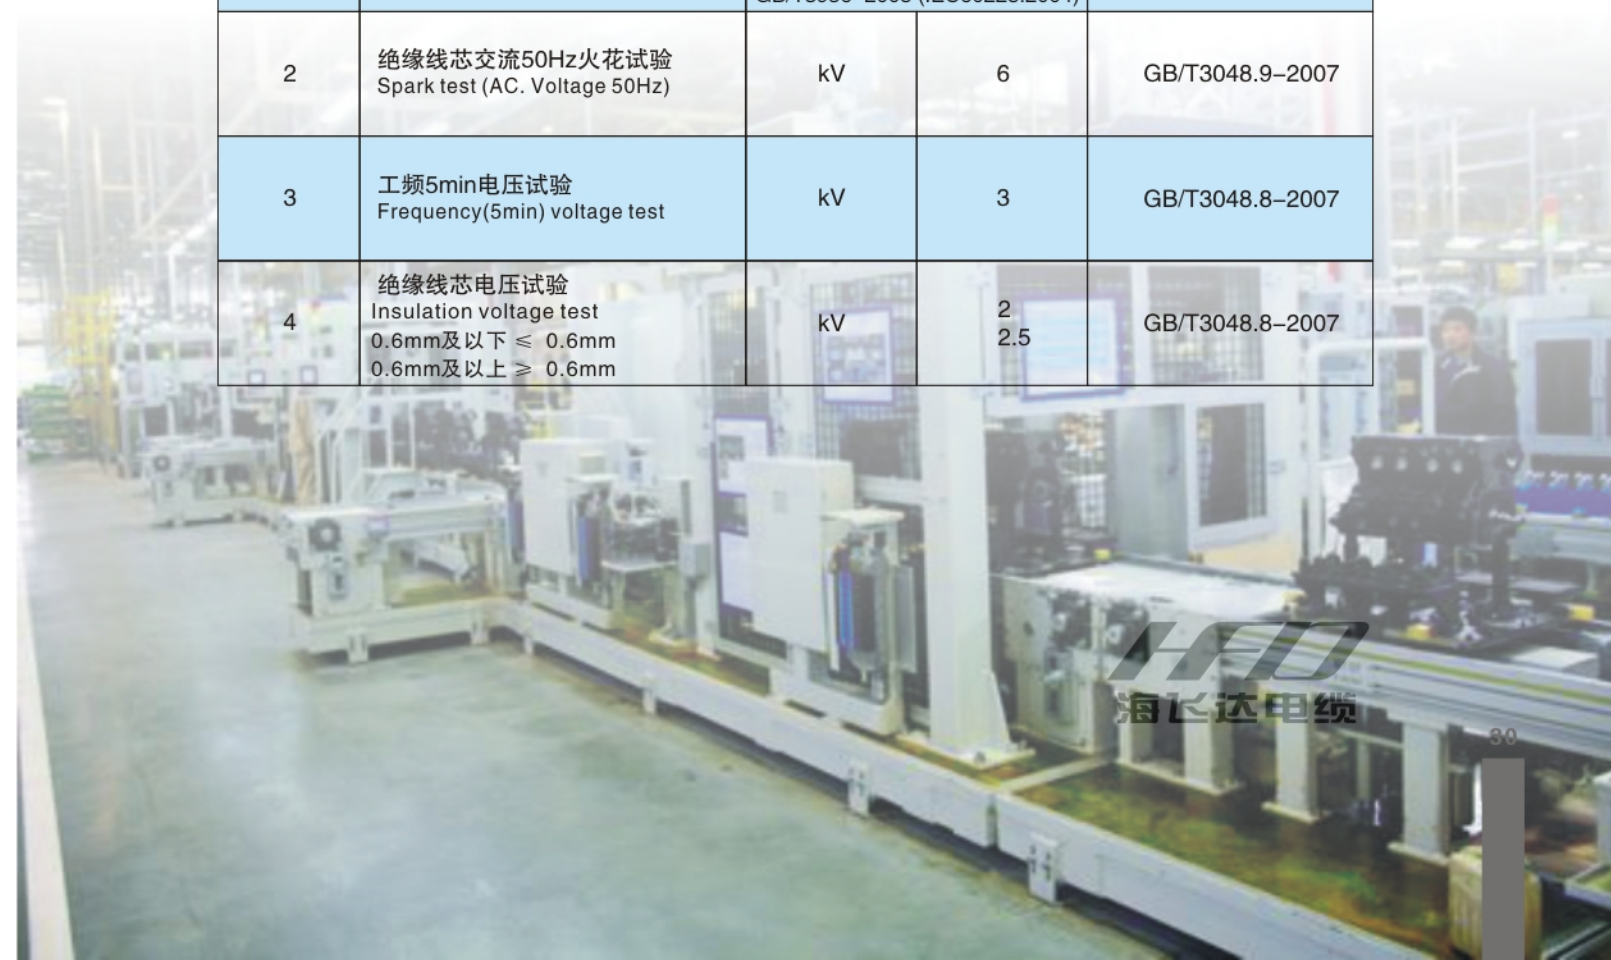 2
绝缘线芯交流50Hz火花试验
Spark test (AC. Voltage 50Hz)
kV
6
GB/T3048.9–2007
3
工频5min电压试验
Frequency(5min) voltage test
kV
3
GB/T3048.8–2007
4
绝缘线芯电压试验
Insulation voltage test
0.6mm及以下 ≤ 0.6mm
0.6mm及以上 ≥ 0.6mm
kV
2
2.5
GB/T3048.8–2007
HFD
海飞达电缆
30